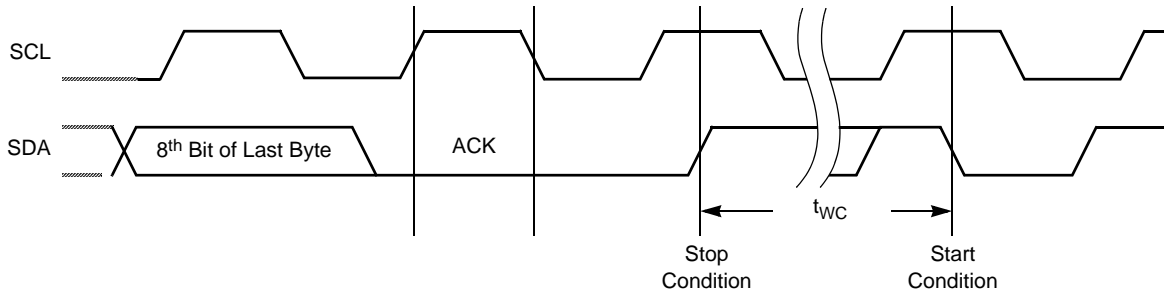 SCL
SDA
8th Bit of Last Byte
ACK
tWC
Stop
Condition
Start
Condition